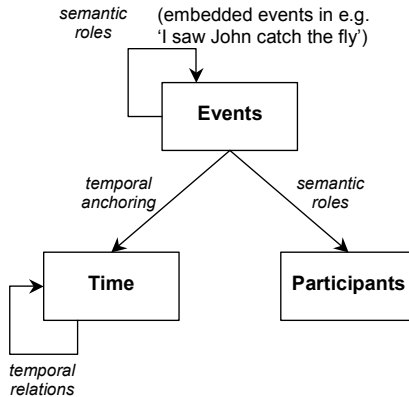 semantic
roles
(embedded events in e.g.
‘I saw John catch the fly’)
Events
temporal
anchoring
semantic
roles
Time
Participants
temporal
relations